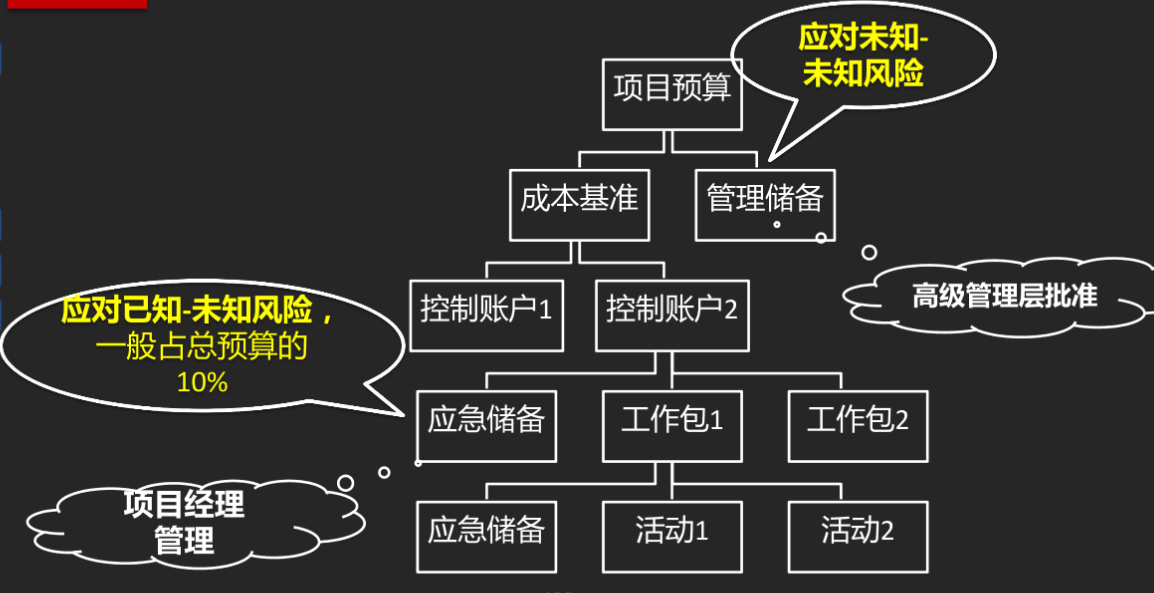 应对未知-
未知风险
项目预算
成本基准
管理储备
高级管理层批准
控制账户1
控制账户2
应对已知-未知风险，
一般占总预算的
10%
应急储备
工作包1
工作包2
项目经理
管理
应急储备
活动1
活动2